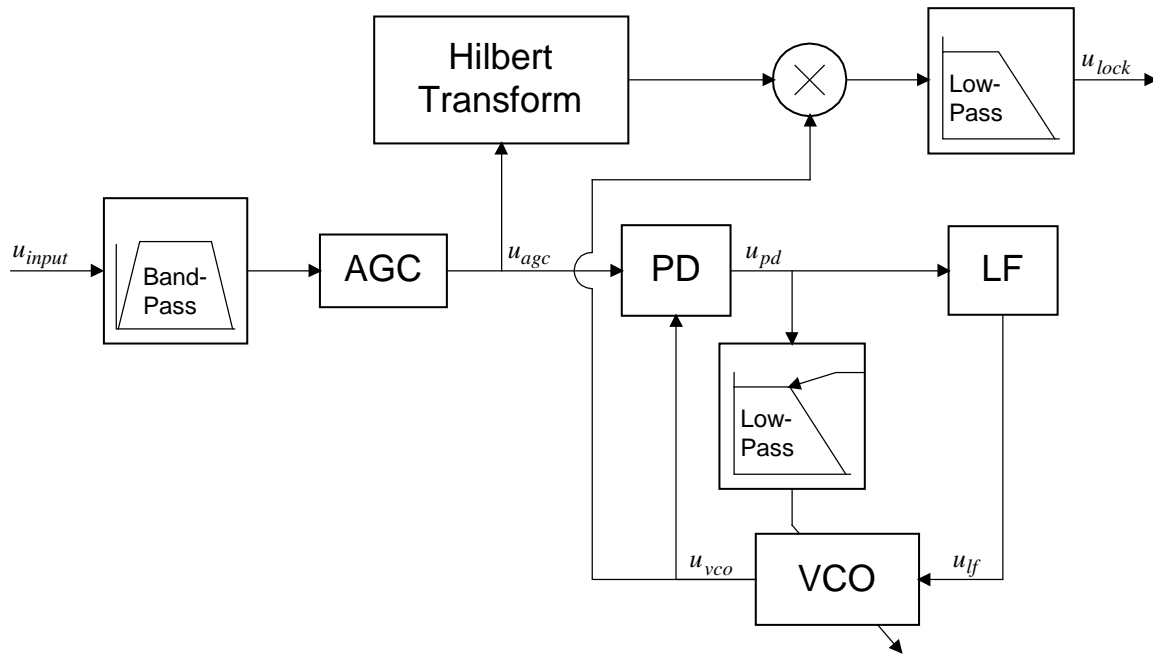 Hilbert
Transform
Low-
Pass
u_lock
u_input
Band-
Pass
AGC
u_agc
PD
u_pd
LF
Low-
Pass
u_vco
VCO
u_lf